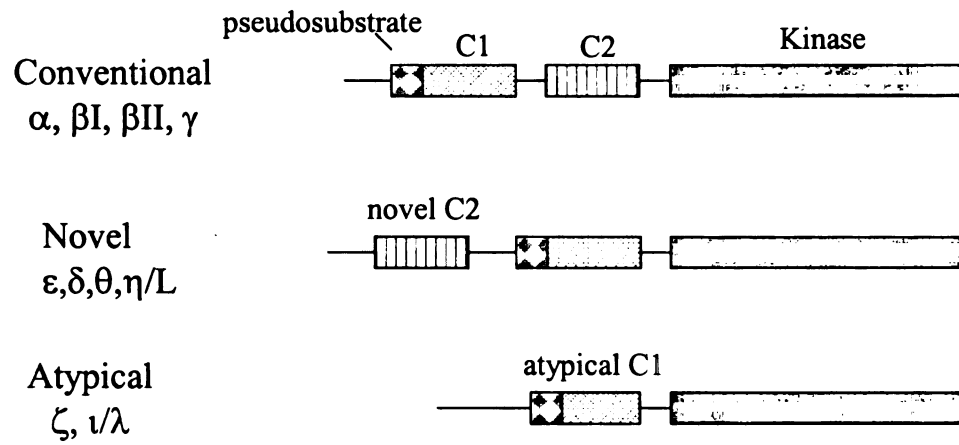 pseudosubstrate
C1
C2
Kinase
Conventional
α, βI, βII, γ
novel C2
Novel
ε,δ,θ,η/L
atypical C1
Atypical
ζ, ι/λ